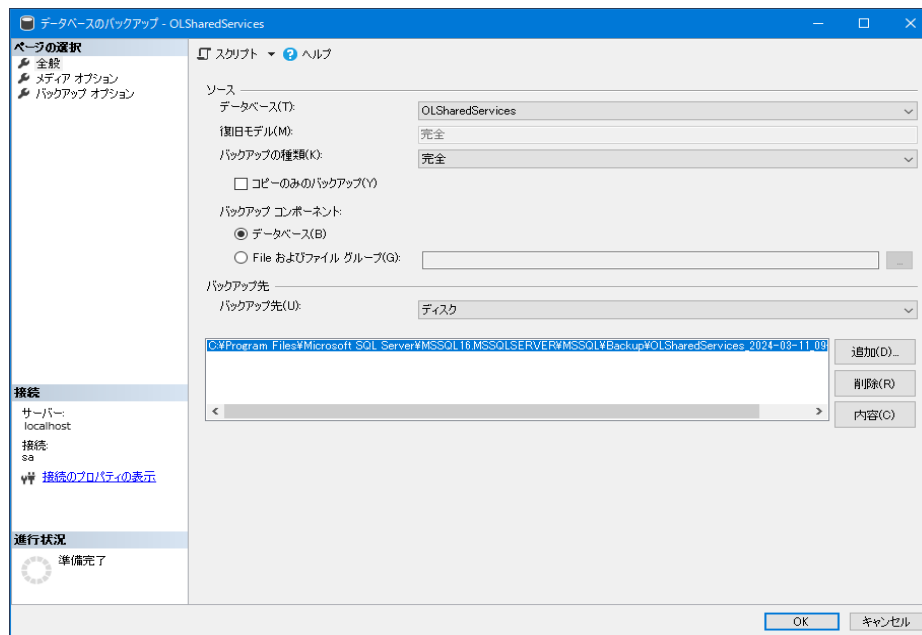 データベースのバックアップ - OLSharedServices
ページの選択
全般
メディア オプション
バックアップ オプション
スクリプト
ヘルプ
ソース
データベース(T):
OLSharedServices
復旧モデル(M):
完全
バックアップの種類(K):
完全
コピーのみのバックアップ(Y)
バックアップ コンポーネント:
データベース(B)
File およびファイル グループ(G):
...
バックアップ先
バックアップ先(U):
ディスク
C:¥Program Files¥Microsoft SQL Server¥MSSQL16.MSSQLSERVER¥MSSQL¥Backup¥OLSharedServices_2024-03-11_09
追加(D)...
削除(R)
内容(C)
接続
サーバー:
localhost
接続:
sa
接続のプロパティの表示
進行状況
準備完了
OK
キャンセル